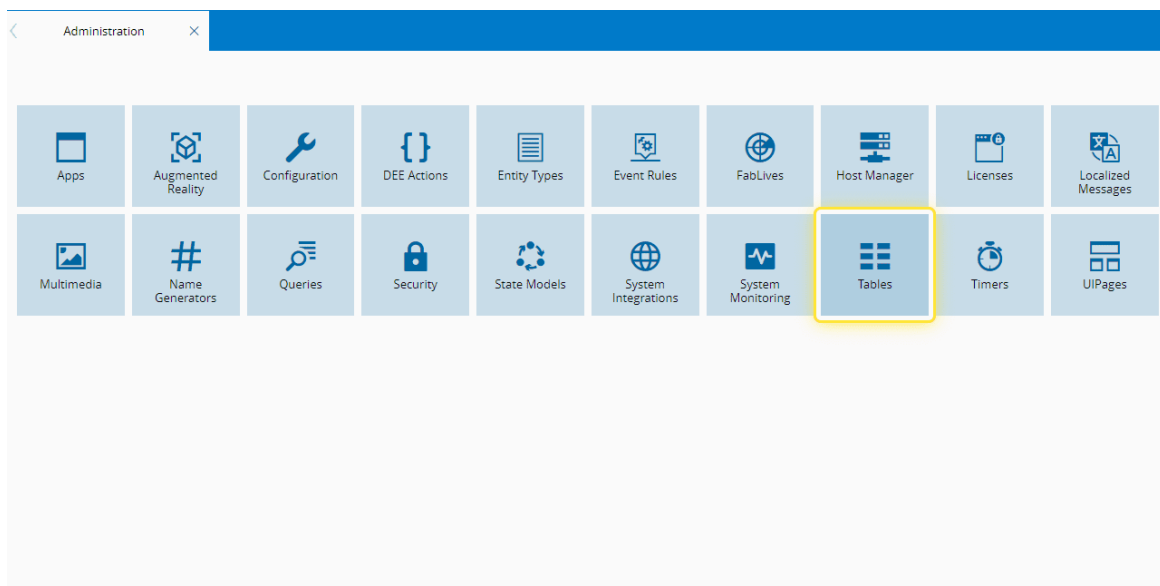 Administration
Apps
Augmented
Reality
Configuration
DEE Actions
Entity Types
Event Rules
FabLives
Host Manager
Licenses
Localized
Messages
Multimedia
Name
Generators
Queries
Security
State Models
System
Integrations
System
Monitoring
Tables
Timers
UIPages